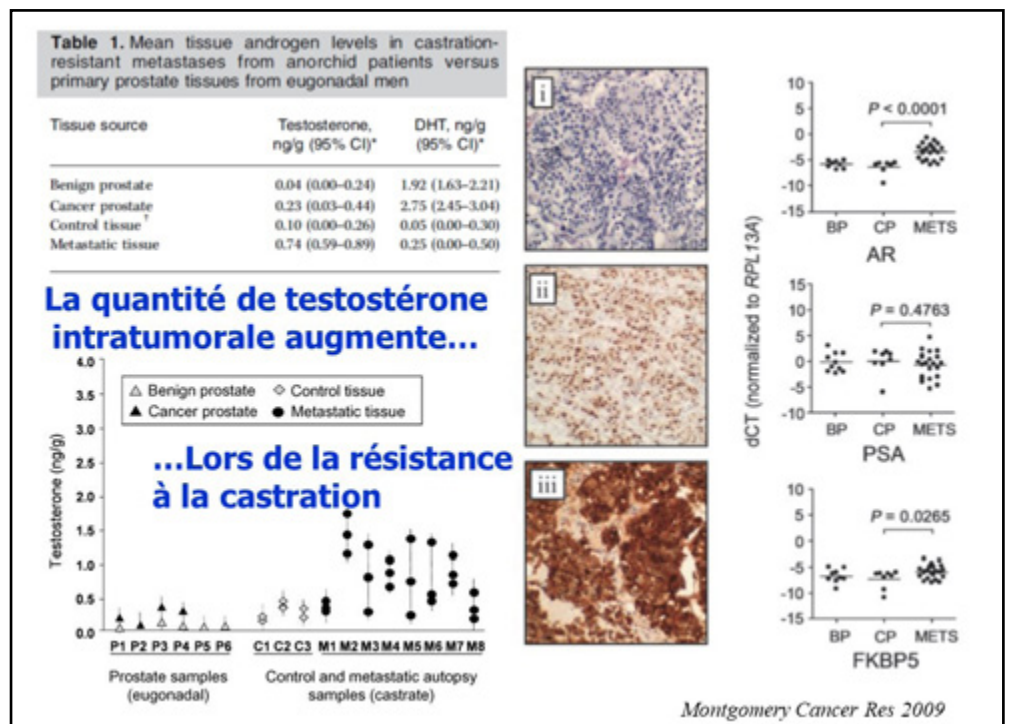 Table 1. Mean tissue androgen levels in castration-
resistant metastases from anorchid patients versus
primary prostate tissues from eugonadal men
Tissue source Testosterone, ng/g (95% CI)* DHT, ng/g (95% CI)*
Benign prostate 0.04 (0.00–0.24) 1.92 (1.63–2.21)
Cancer prostate 0.23 (0.03–0.44) 2.75 (2.45–3.04)
Control tissue† 0.10 (0.00–0.26) 0.05 (0.00–0.30)
Metastatic tissue 0.74 (0.59–0.89) 0.25 (0.00–0.50)
La quantité de testostérone
intratumorale augmente...
Testosterone (ng/g)
4.0
3.5
3.0
2.5
2.0
1.5
1.0
0.5
0.0
△ Benign prostate ◇ Control tissue
▲ Cancer prostate ● Metastatic tissue
...Lors de la résistance
à la castration
P1 P2 P3 P4 P5 P6 C1 C2 C3 M1 M2 M3 M4 M5 M6 M7 M8
Prostate samples
(eugonadal)
Control and metastatic autopsy
samples (castrate)
i
ii
iii
dCT (normalized to RPL13A)
10
5
0
-5
-10
-15
P < 0.0001
BP CP METS
AR
15
10
5
0
-5
-10
P = 0.4763
BP CP METS
PSA
10
5
0
-5
-10
-15
P = 0.0265
BP CP METS
FKBP5
Montgomery Cancer Res 2009